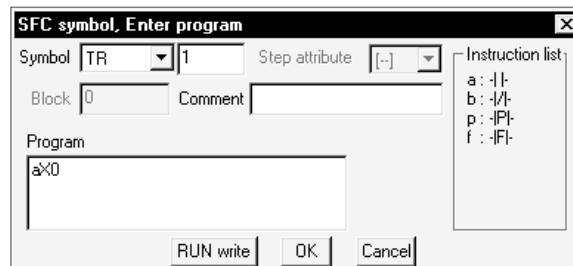 SFC symbol, Enter program
Symbol TR 1 Step attribute [--]
Block 0 Comment
Instruction list
a : -| |-
b : -|/|-
p : -|P|-
f : -|F|-
Program
aX0
RUN write OK Cancel